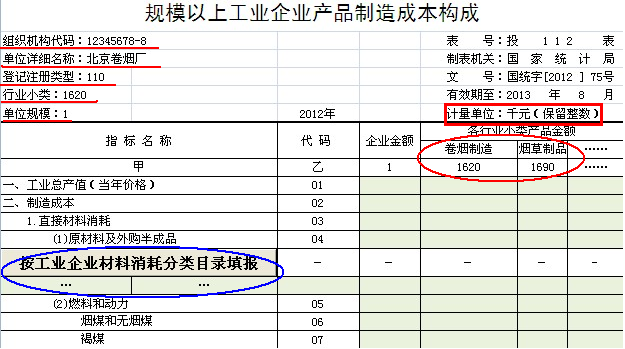 规模以上工业企业产品制造成本构成
组织机构代码：12345678-8 表 号：投 1 1 2 表
单位详细名称：北京卷烟厂 制表机关：国 家 统 计 局
登记注册类型：110 文 号：国统字[2012 ] 75号
行业小类：1620 有效期至：2013 年 8 月
单位规模：1 2012年 计量单位：千元（保留整数）
指 标 名 称 代 码 企业金额 各行业小类产品金额
卷烟制造 烟草制品 ……
甲 乙 1 1620 1690 ……
一、工业总产值（当年价格） 01
二、制造成本 02
1.直接材料消耗 03
(1)原材料及外购半成品 04
按工业企业材料消耗分类目录填报 － － － － －
… …
(2)燃料和动力 05
烟煤和无烟煤 06
褐煤 07